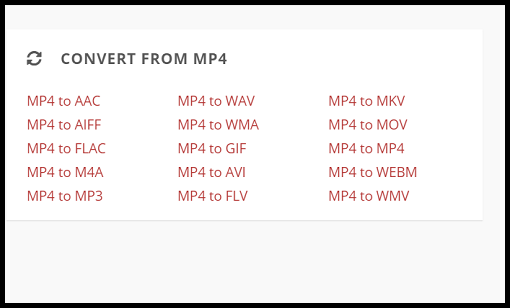 CONVERT FROM MP4
MP4 to AAC
MP4 to AIFF
MP4 to FLAC
MP4 to M4A
MP4 to MP3
MP4 to WAV
MP4 to WMA
MP4 to GIF
MP4 to AVI
MP4 to FLV
MP4 to MKV
MP4 to MOV
MP4 to MP4
MP4 to WEBM
MP4 to WMV